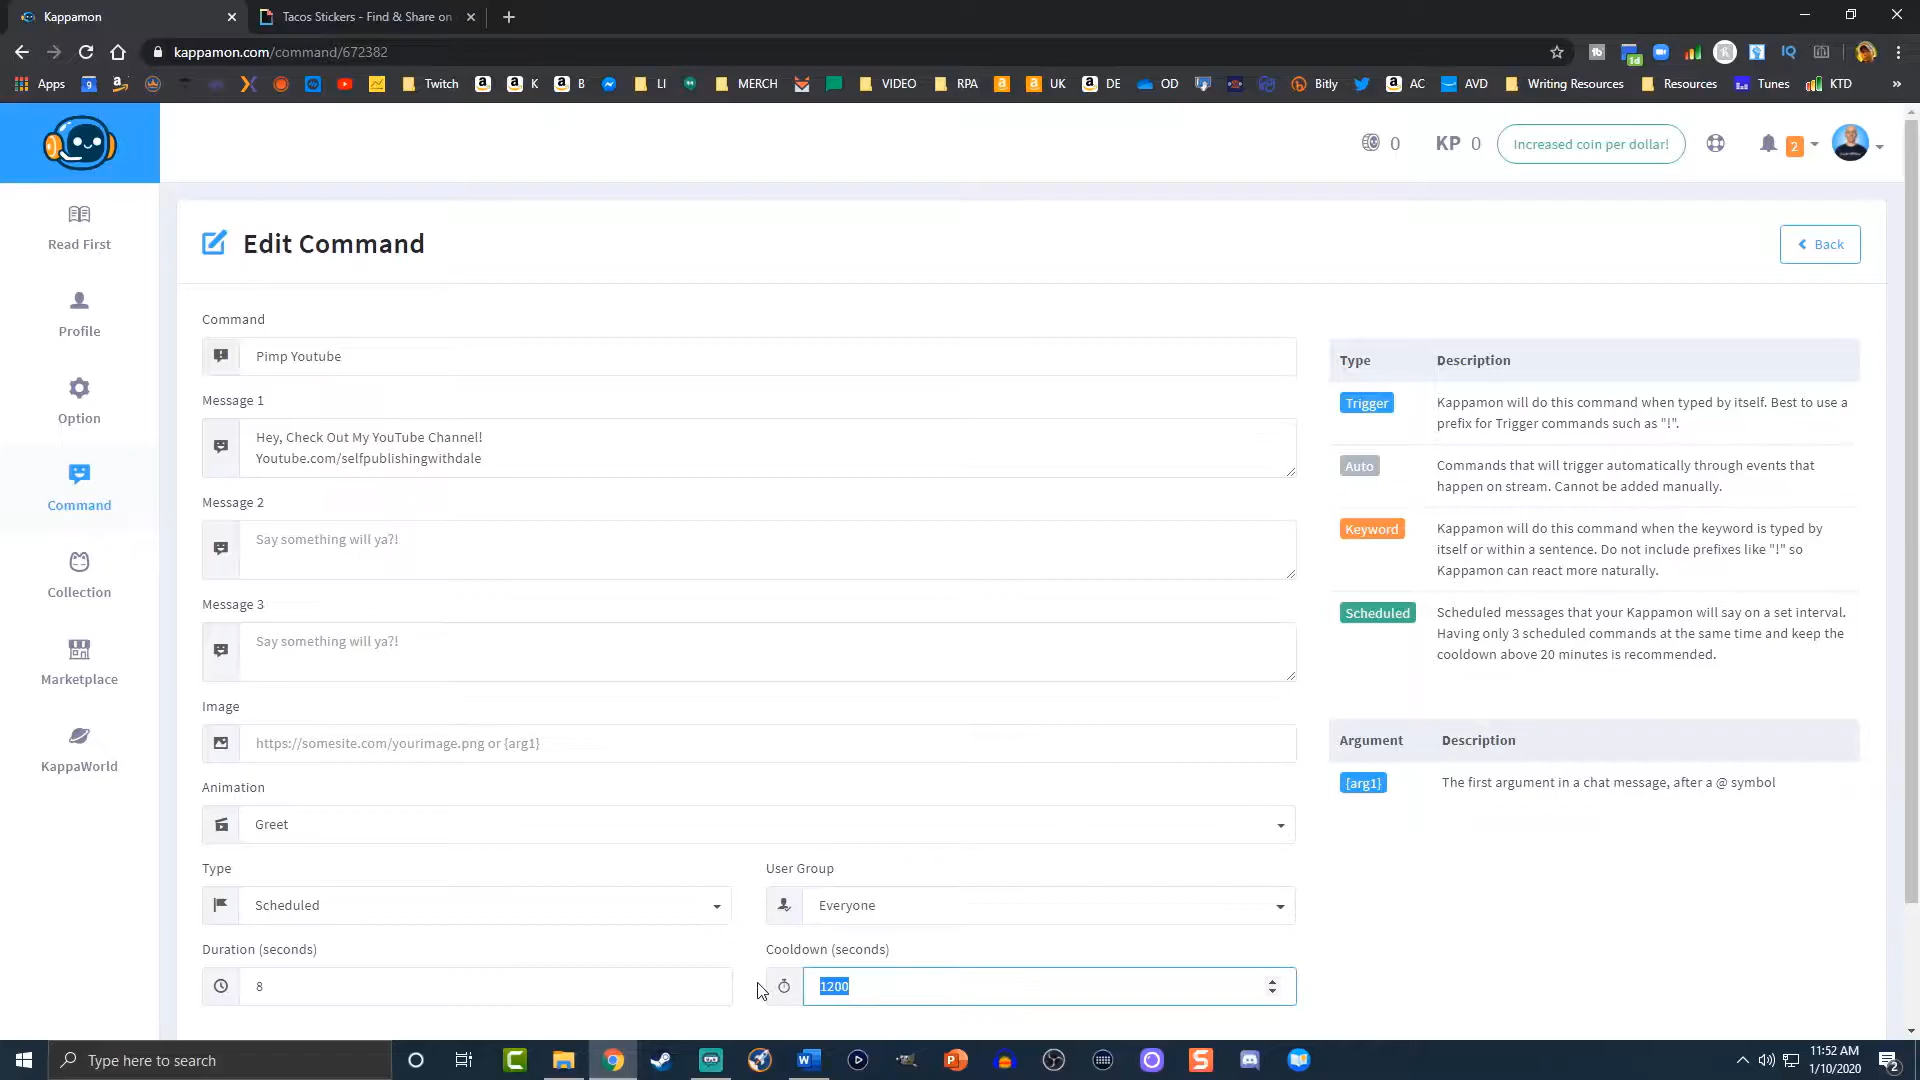 Kappamon
Tacos Stickers - Find & Share on
kappamon.com/command/672382
Apps
Twitch
K
B
LI
MERCH
VIDEO
RPA
UK
DE
OD
Bitly
AC
AVD
Writing Resources
Resources
Tunes
KTD
»
0
KP 0
Increased coin per dollar!
2
Read First
Profile
Option
Command
Collection
Marketplace
KappaWorld
Edit Command
Back
Command
Pimp Youtube
Message 1
Hey, Check Out My YouTube Channel!
Youtube.com/selfpublishingwithdale
Message 2
Say something will ya?!
Message 3
Say something will ya?!
Image
https://somesite.com/yourimage.png or {arg1}
Animation
Greet
Type
Scheduled
User Group
Everyone
Duration (seconds)
8
Cooldown (seconds)
1200
Type Description
Trigger
Kappamon will do this command when typed by itself. Best to use a
prefix for Trigger commands such as "!".
Auto
Commands that will trigger automatically through events that
happen on stream. Cannot be added manually.
Keyword
Kappamon will do this command when the keyword is typed by
itself or within a sentence. Do not include prefixes like "!" so
Kappamon can react more naturally.
Scheduled
Scheduled messages that your Kappamon will say on a set interval.
Having only 3 scheduled commands at the same time and keep the
cooldown above 20 minutes is recommended.
Argument Description
{arg1}
The first argument in a chat message, after a @ symbol
Type here to search
11:52 AM
1/10/2020
2